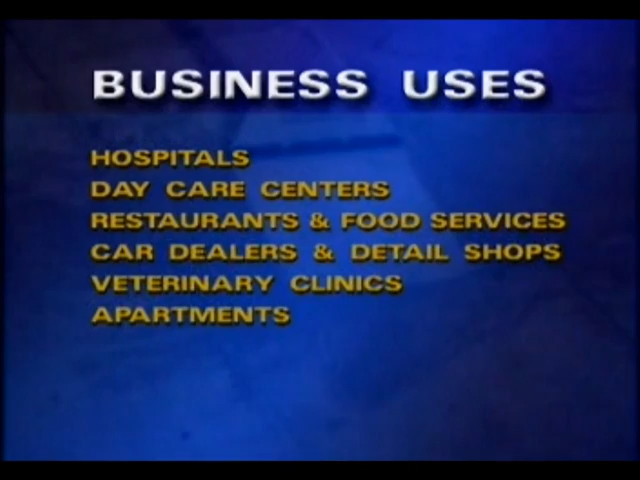 BUSINESS USES
HOSPITALS
DAY CARE CENTERS
RESTAURANTS & FOOD SERVICES
CAR DEALERS & DETAIL SHOPS
VETERINARY CLINICS
APARTMENTS